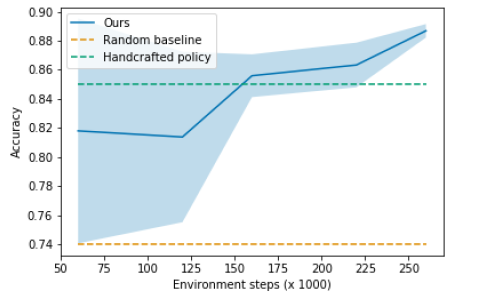 0.90
0.88
0.86
0.84
0.82
0.80
0.78
0.76
0.74
Accuracy
Ours
Random baseline
Handcrafted policy
50 75 100 125 150 175 200 225 250
Environment steps (x 1000)